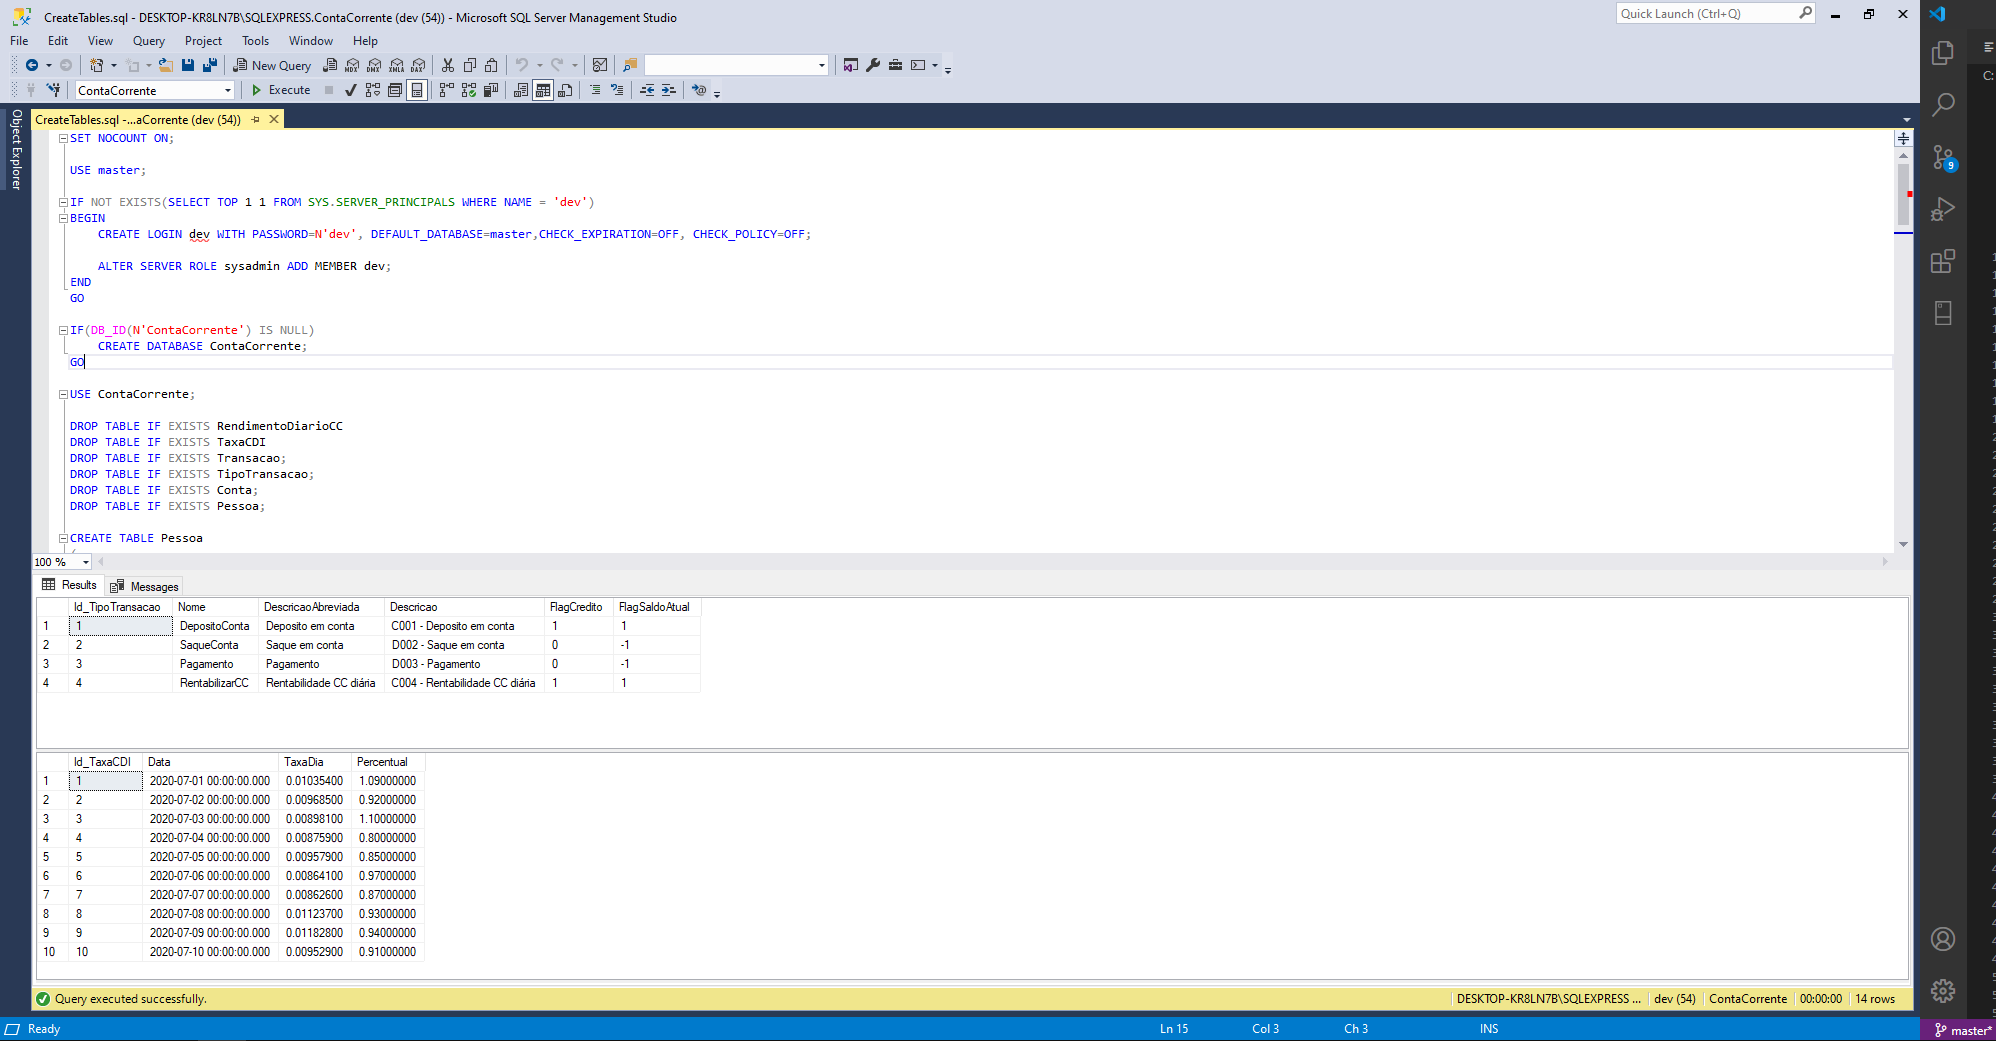 CreateTables.sql - DESKTOP-KR8LN7B\SQLEXPRESS.ContaCorrente (dev (54)) - Microsoft SQL Server Management Studio
Quick Launch (Ctrl+Q)
File Edit View Query Project Tools Window Help
New Query MDX DMX XMLA DAX
ContaCorrente Execute
C:
Object Explorer
CreateTables.sql -...aCorrente (dev (54))
SET NOCOUNT ON;
USE master;
IF NOT EXISTS(SELECT TOP 1 1 FROM SYS.SERVER_PRINCIPALS WHERE NAME = 'dev')
BEGIN
CREATE LOGIN dev WITH PASSWORD=N'dev', DEFAULT_DATABASE=master,CHECK_EXPIRATION=OFF, CHECK_POLICY=OFF;
ALTER SERVER ROLE sysadmin ADD MEMBER dev;
END
GO
IF(DB_ID(N'ContaCorrente') IS NULL)
CREATE DATABASE ContaCorrente;
GO
USE ContaCorrente;
DROP TABLE IF EXISTS RendimentoDiarioCC
DROP TABLE IF EXISTS TaxaCDI
DROP TABLE IF EXISTS Transacao;
DROP TABLE IF EXISTS TipoTransacao;
DROP TABLE IF EXISTS Conta;
DROP TABLE IF EXISTS Pessoa;
CREATE TABLE Pessoa
100 %
Results Messages
Id_TipoTransacao Nome DescricaoAbreviada Descricao FlagCredito FlagSaldoAtual
1 1 DepositoConta Deposito em conta C001 - Deposito em conta 1 1
2 2 SaqueConta Saque em conta D002 - Saque em conta 0 -1
3 3 Pagamento Pagamento D003 - Pagamento 0 -1
4 4 RentabilizarCC Rentabilidade CC diária C004 - Rentabilidade CC diária 1 1
Id_TaxaCDI Data TaxaDia Percentual
1 1 2020-07-01 00:00:00.000 0.01035400 1.09000000
2 2 2020-07-02 00:00:00.000 0.00968500 0.92000000
3 3 2020-07-03 00:00:00.000 0.00898100 1.10000000
4 4 2020-07-04 00:00:00.000 0.00875900 0.80000000
5 5 2020-07-05 00:00:00.000 0.00957900 0.85000000
6 6 2020-07-06 00:00:00.000 0.00864100 0.97000000
7 7 2020-07-07 00:00:00.000 0.00862600 0.87000000
8 8 2020-07-08 00:00:00.000 0.01123700 0.93000000
9 9 2020-07-09 00:00:00.000 0.01182800 0.94000000
10 10 2020-07-10 00:00:00.000 0.00952900 0.91000000
Query executed successfully. DESKTOP-KR8LN7B\SQLEXPRESS ... dev (54) ContaCorrente 00:00:00 14 rows
Ready Ln 15 Col 3 Ch 3 INS
9
master*